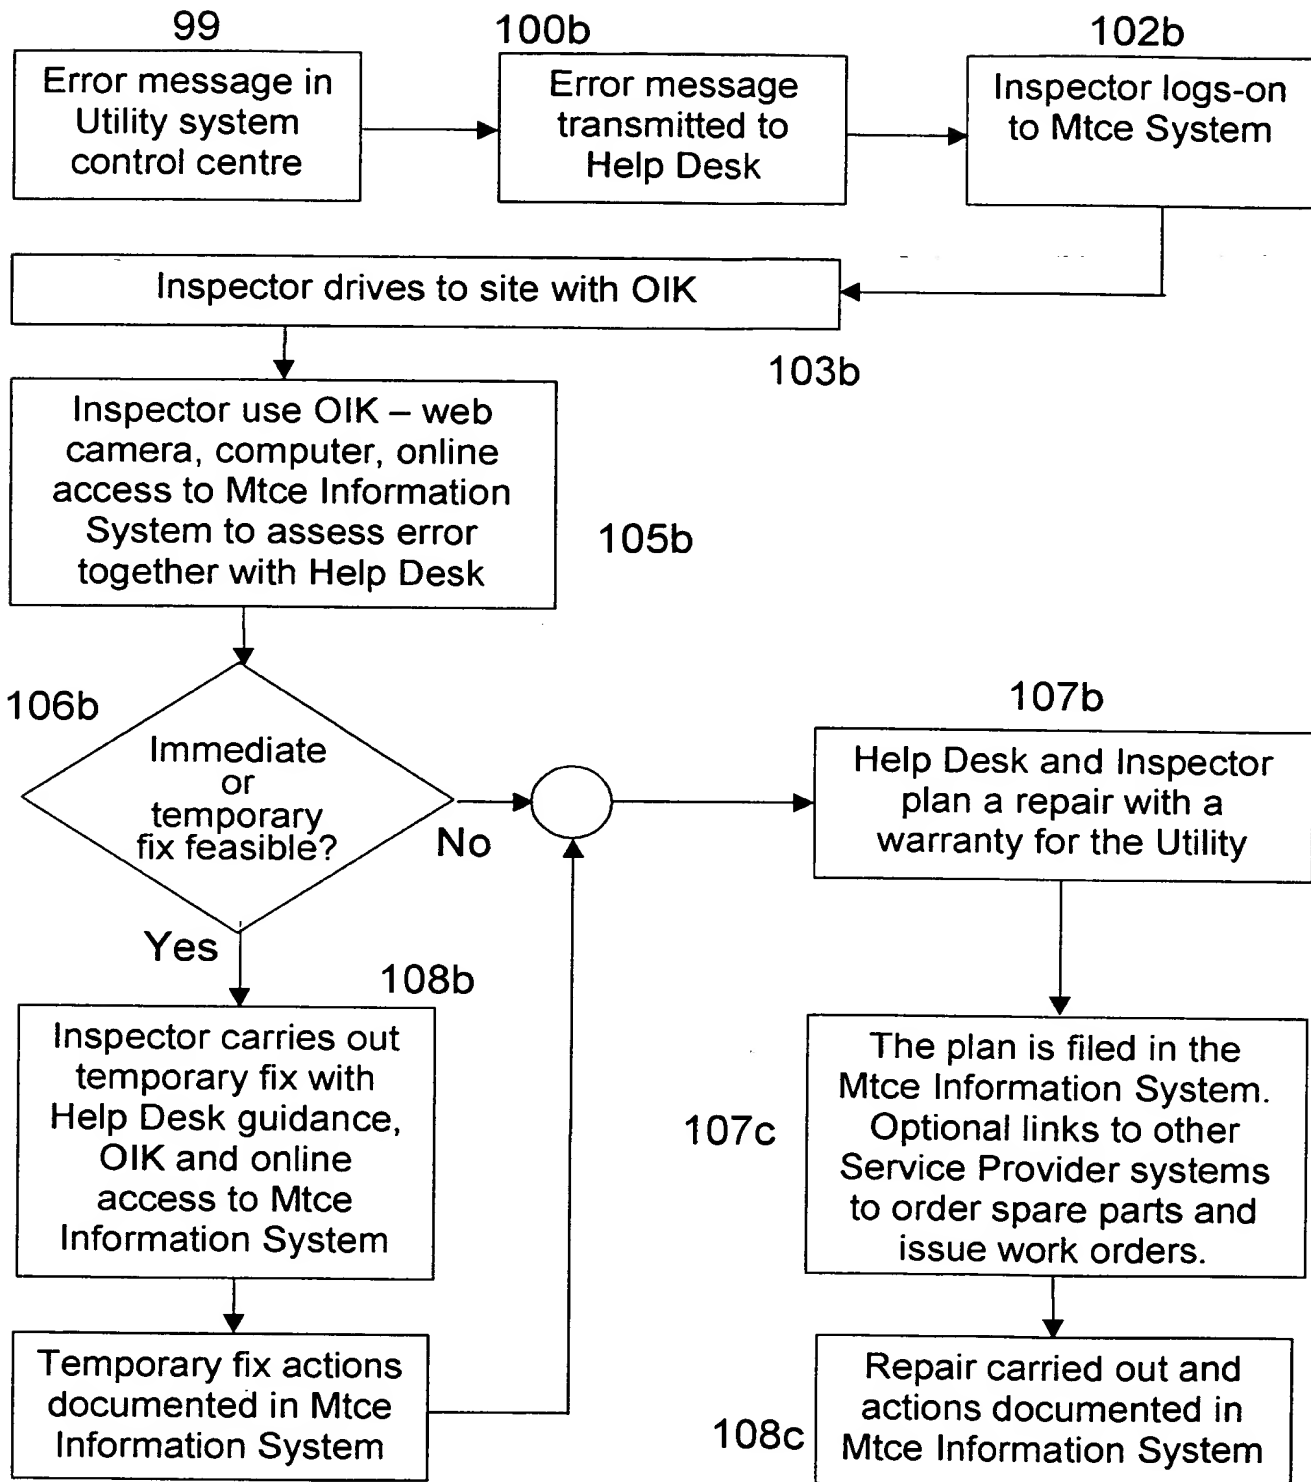 99
Error message in
Utility system
control centre
100b
Error message
transmitted to
Help Desk
102b
Inspector logs-on
to Mtce System
Inspector drives to site with OIK
103b
Inspector use OIK – web
camera, computer, online
access to Mtce Information
System to assess error
together with Help Desk
105b
106b
Immediate
or
temporary
fix feasible?
No
Yes
107b
Help Desk and Inspector
plan a repair with a
warranty for the Utility
108b
Inspector carries out
temporary fix with
Help Desk guidance,
OIK and online
access to Mtce
Information System
107c
The plan is filed in the
Mtce Information System.
Optional links to other
Service Provider systems
to order spare parts and
issue work orders.
Temporary fix actions
documented in Mtce
Information System
108c
Repair carried out and
actions documented in
Mtce Information System